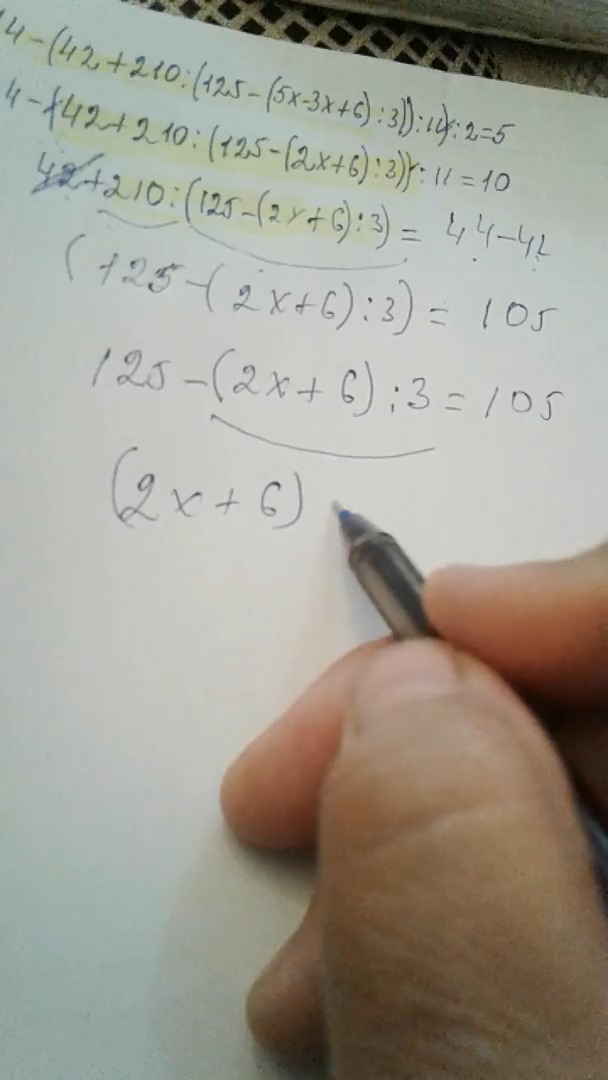 4-(42+210:(125-(5x-3x+6):3)):11):2=5
4-(42+210:(125-(2x+6):3)):11=10
42+210:(125-(2x+6):3)=44-42
(125-(2x+6):3)=105
125-(2x+6):3=105
(2x+6)